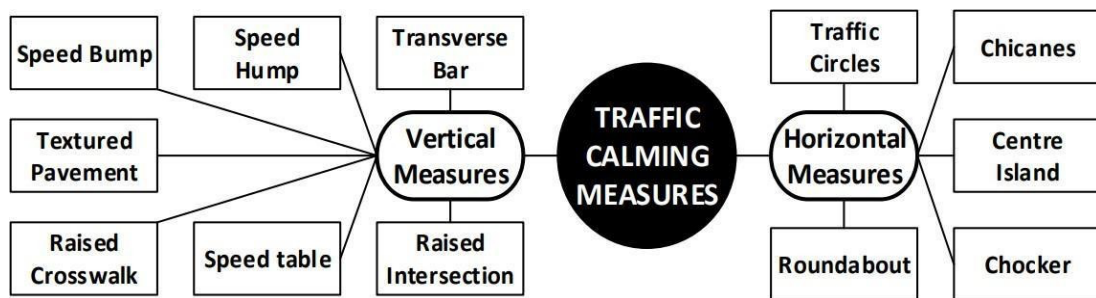 Speed Bump
Speed
Hump
Transverse
Bar
Textured
Pavement
Vertical
Measures
Raised
Crosswalk
Speed table
Raised
Intersection
TRAFFIC
CALMING
MEASURES
Traffic
Circles
Chicanes
Horizontal
Measures
Centre
Island
Roundabout
Chocker